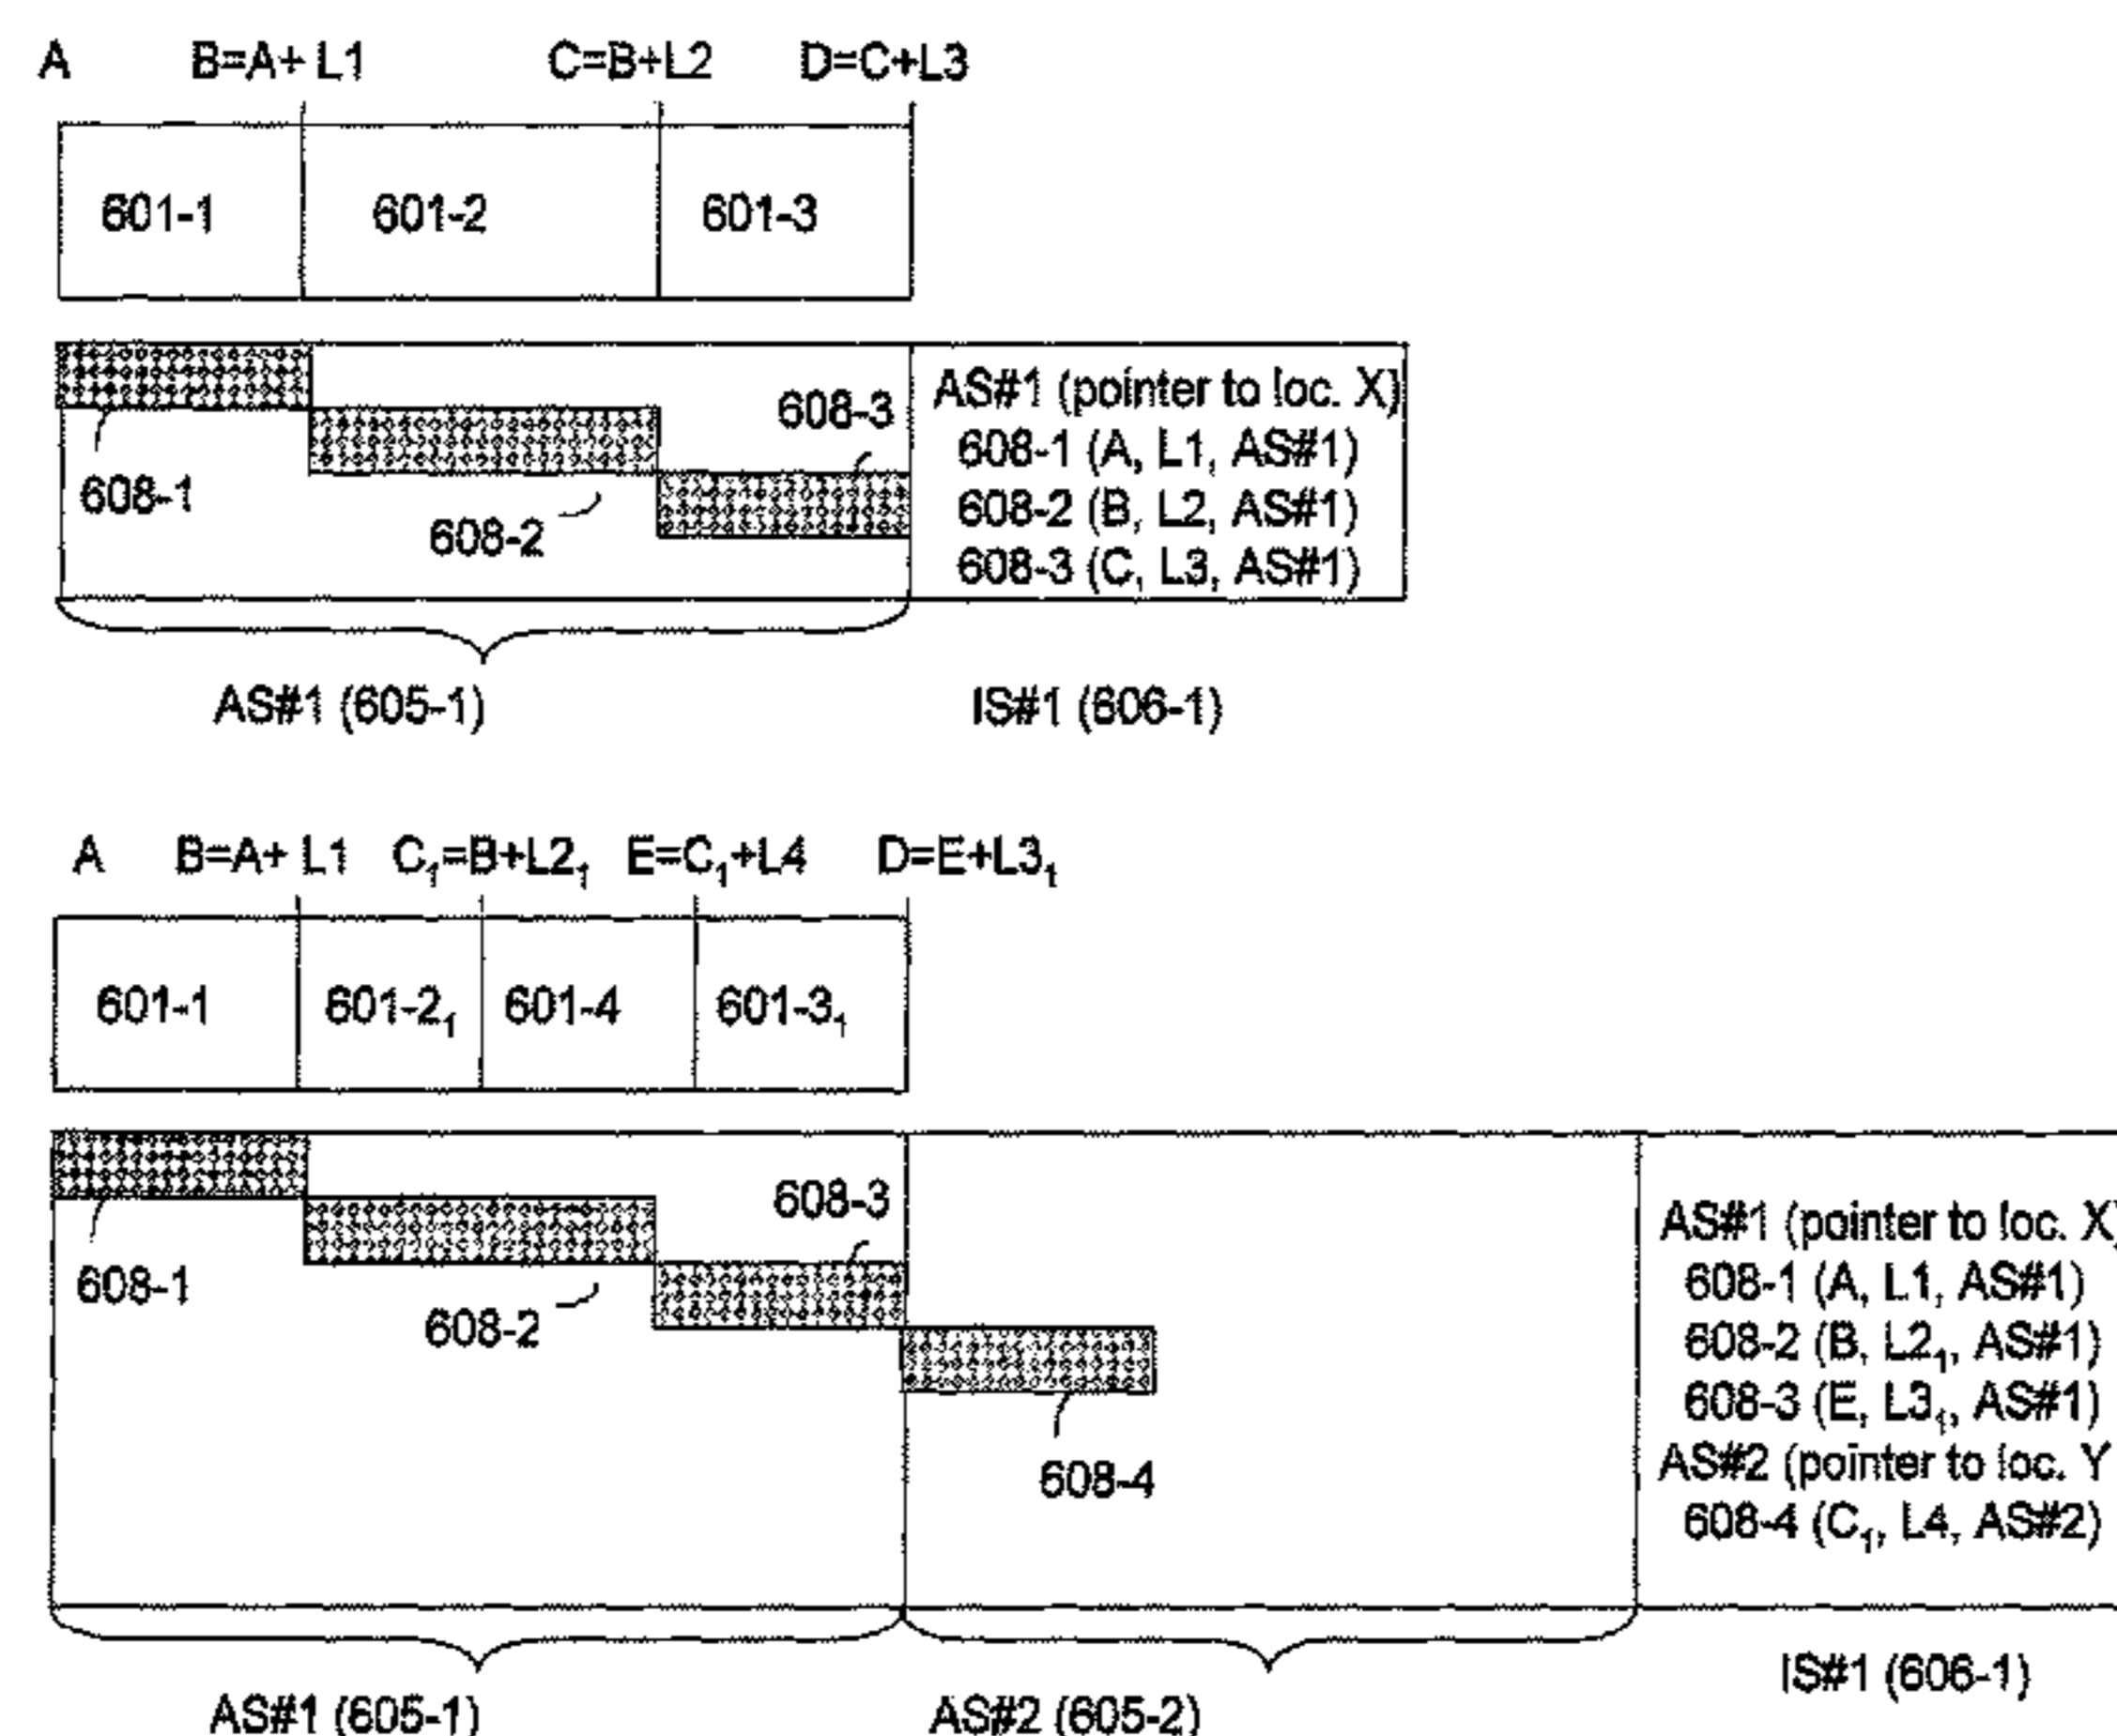 A B=A+ L1 C=B+L2 D=C+L3
601-1 601-2 601-3
608-1
608-2
608-3
AS#1 (pointer to loc. X)
608-1 (A, L1, AS#1)
608-2 (B, L2, AS#1)
608-3 (C, L3, AS#1)
AS#1 (605-1) IS#1 (606-1)
A B=A+ L1 C₁=B+L2₁ E=C₁+L4 D=E+L3₁
601-1 601-2₁ 601-4 601-3₁
608-1
608-2
608-3
608-4
AS#1 (pointer to loc. X)
608-1 (A, L1, AS#1)
608-2 (B, L2₁, AS#1)
608-3 (E, L3₁, AS#1)
AS#2 (pointer to loc. Y
608-4 (C₁, L4, AS#2)
AS#1 (605-1) AS#2 (605-2) IS#1 (606-1)